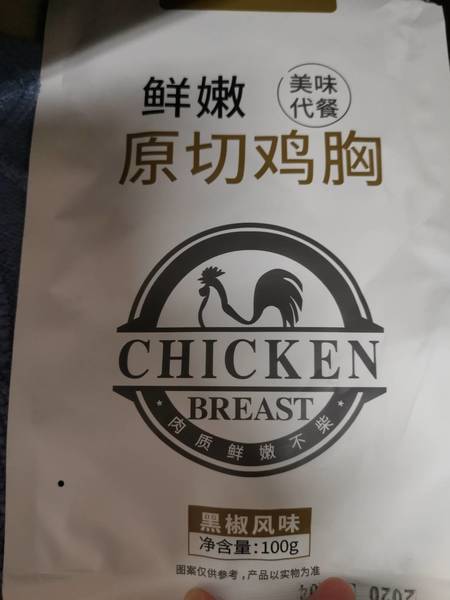 鲜嫩
美味
代餐
原切鸡胸
CHICKEN
BREAST
肉质鲜嫩不柴
黑椒风味
净含量:100g
图案仅供参考,产品以实物为准
2020